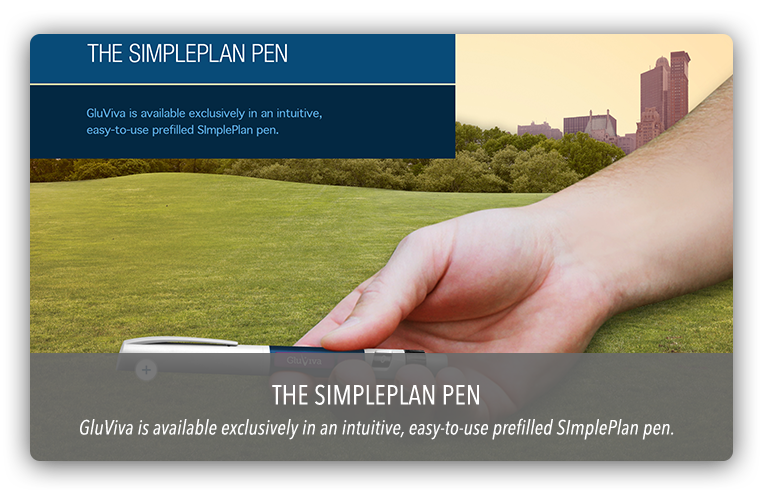 THE SIMPLEPLAN PEN
GluViva is available exclusively in an intuitive,
easy-to-use prefilled SImplePlan pen.
GluViva
THE SIMPLEPLAN PEN
GluViva is available exclusively in an intuitive, easy-to-use prefilled SImplePlan pen.